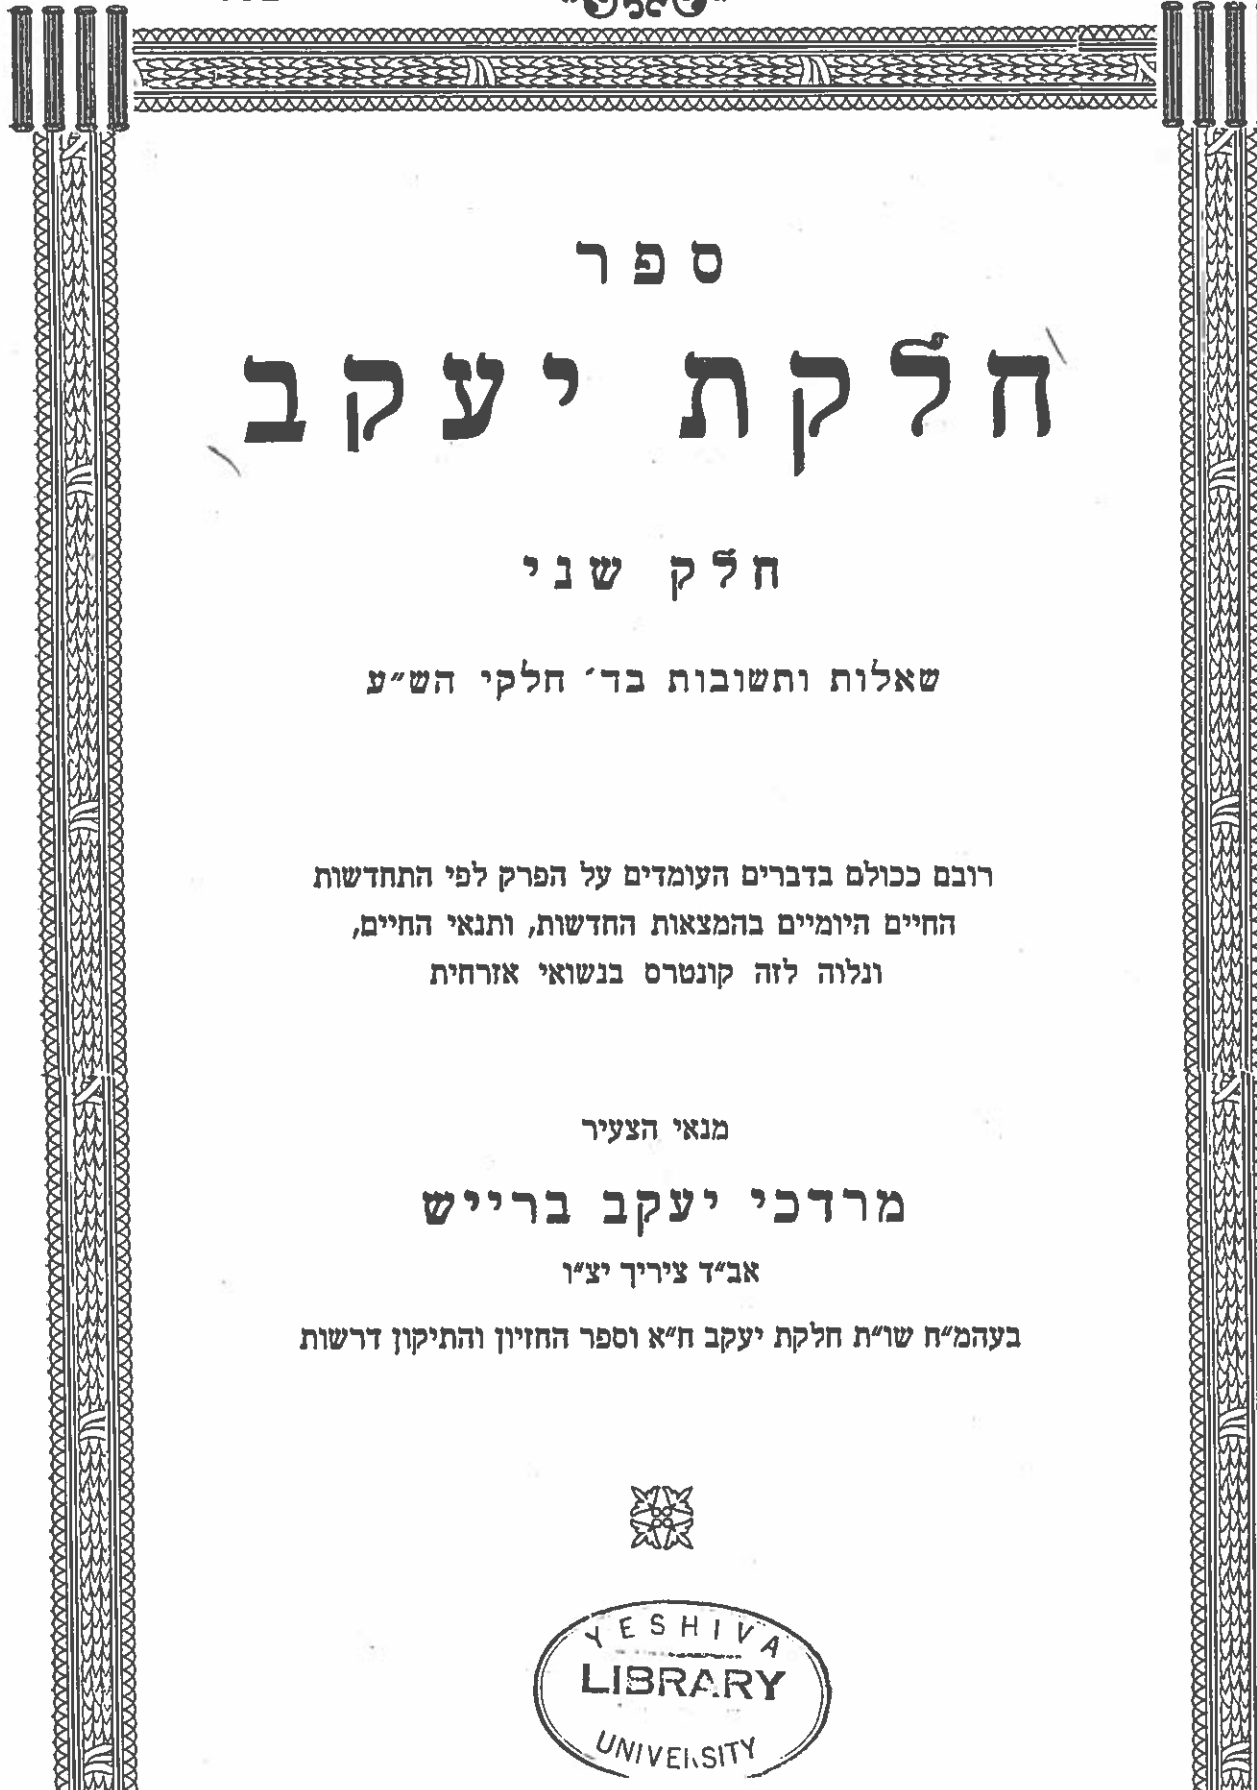 ספר
חלקת יעקב
חלק שני
שאלות ותשובות בד׳ חלקי הש״ע
רובם ככולם בדברים העומדים על הפרק לפי התחדשות
החיים היומיים בהמצאות החדשות, ותנאי החיים,
ונלוה לזה קונטרס בנשואי אזרחית
מנאי הצעיר
מרדכי יעקב ברייש
אב״ד ציריך יצ״ו
בעהמ״ח שו״ת חלקת יעקב ח״א וספר החזיון והתיקון דרשות
YESHIVA
LIBRARY
UNIVERSITY